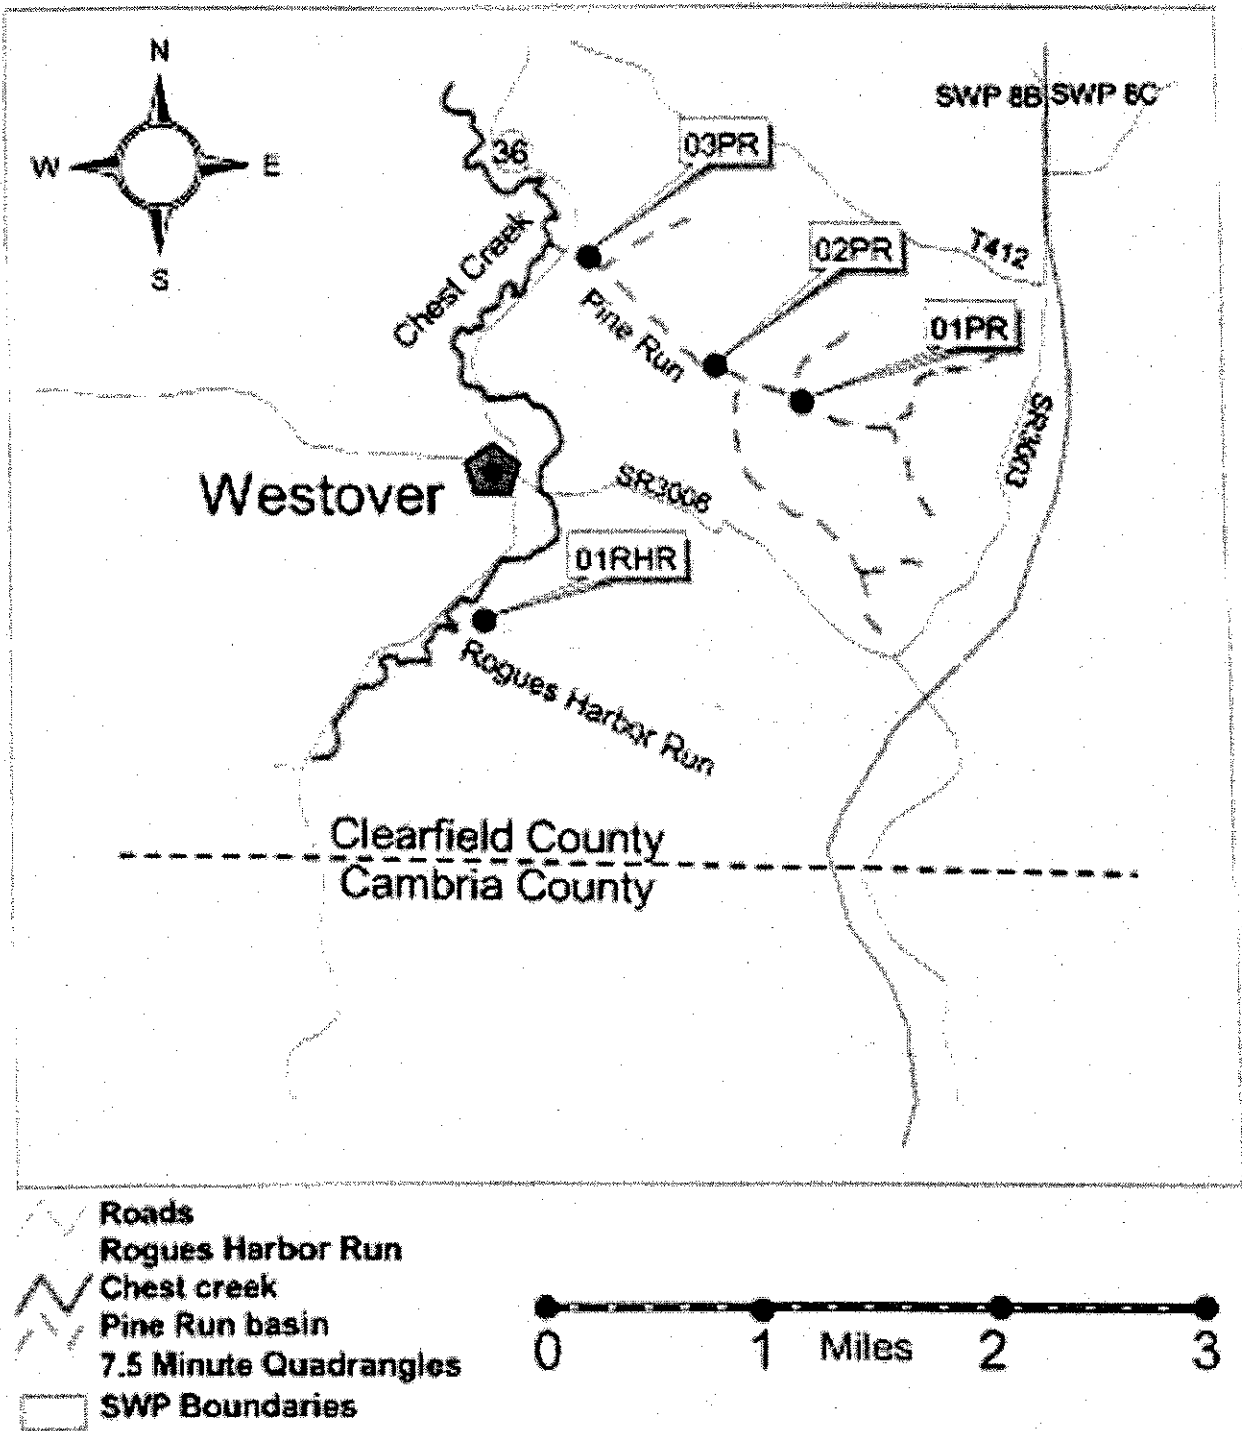 N
W
E
S
SWP 8B
SWP 8C
36
03PR
Chest Creek
02PR
T412
Pine Run
01PR
SR3003
Westover
SR3006
01RHR
Rogues Harbor Run
Clearfield County
Cambria County
Roads
Rogues Harbor Run
Chest creek
Pine Run basin
7.5 Minute Quadrangles
SWP Boundaries
0
1
Miles
2
3